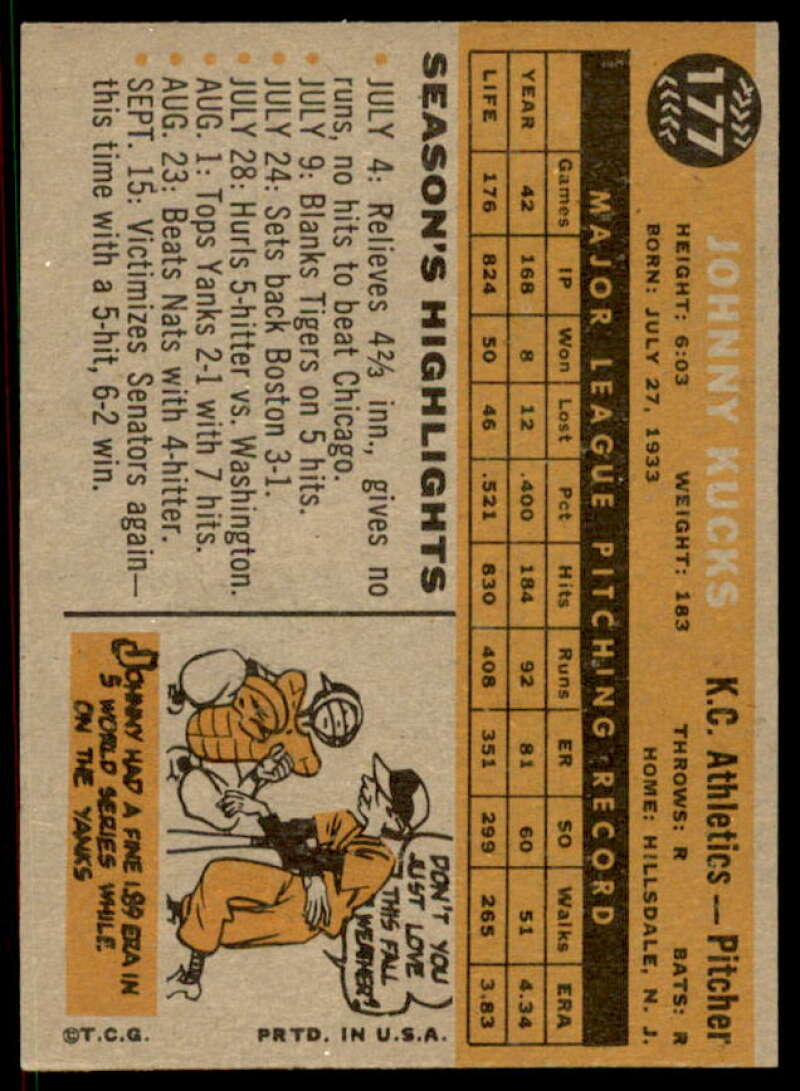 177
JOHNNY KUCKS K.C. Athletics — Pitcher
HEIGHT: 6:03 WEIGHT: 183 THROWS: R BATS: R
BORN: JULY 27, 1933 HOME: HILLSDALE, N. J.
MAJOR LEAGUE PITCHING RECORD
Games IP Won Lost Pct Hits Runs ER SO Walks ERA
YEAR 42 168 8 12 .400 184 92 81 60 51 4.34
LIFE 176 824 50 46 .521 830 408 351 299 265 3.83
SEASON'S HIGHLIGHTS
• JULY 4: Relieves 4⅔ inn., gives no
runs, no hits to beat Chicago.
• JULY 9: Blanks Tigers on 5 hits.
• JULY 24: Sets back Boston 3-1.
• JULY 28: Hurls 5-hitter vs. Washington.
• AUG. 1: Tops Yanks 2-1 with 7 hits.
• AUG. 23: Beats Nats with 4-hitter.
• SEPT. 15: Victimizes Senators again—
this time with a 5-hit, 6-2 win.
DON'T YOU
JUST LOVE
THIS FALL
WEATHER?
JOHNNY HAD A FINE 1.89 ERA IN
5 WORLD SERIES WHILE
ON THE YANKS
©T.C.G. PRTD. IN U.S.A.